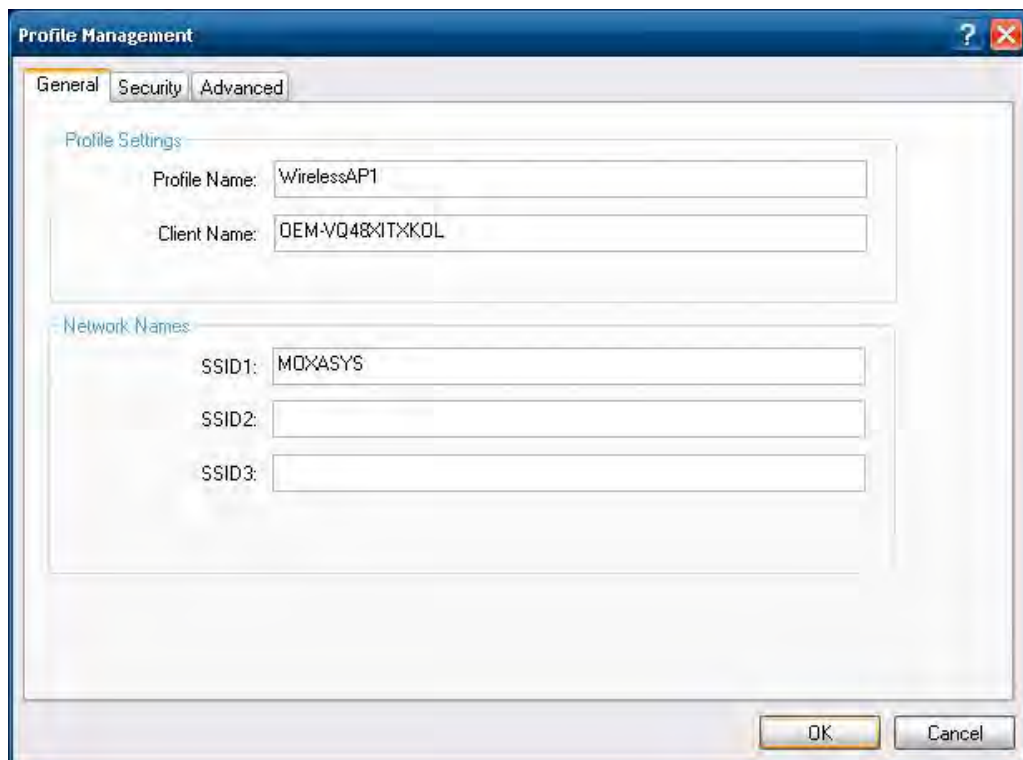 Profile Management
General Security Advanced
Profile Settings
Profile Name: WirelessAP1
Client Name: OEM-VQ48XITXKOL
Network Names
SSID1: MOXASYS
SSID2:
SSID3:
OK Cancel